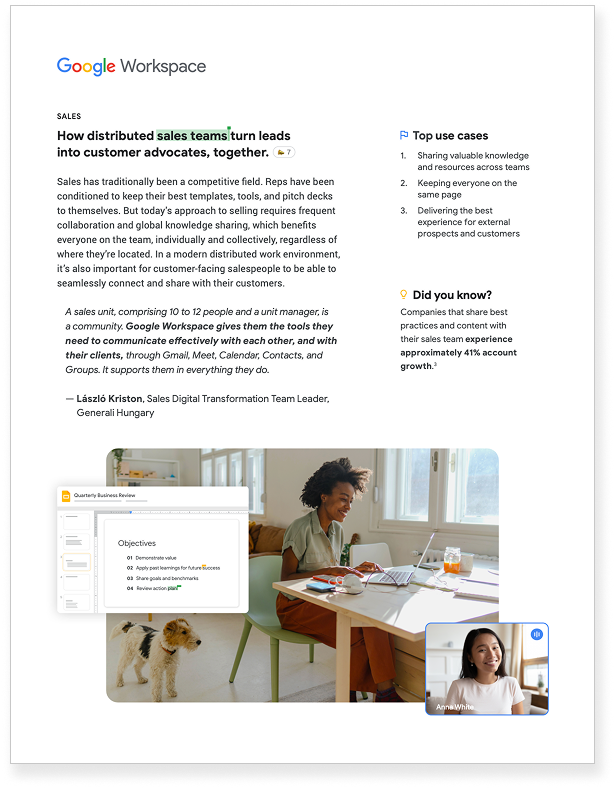 Google Workspace
SALES
How distributed sales teams turn leads
into customer advocates, together. 7
Sales has traditionally been a competitive field. Reps have been
conditioned to keep their best templates, tools, and pitch decks
to themselves. But today's approach to selling requires frequent
collaboration and global knowledge sharing, which benefits
everyone on the team, individually and collectively, regardless of
where they're located. In a modern distributed work environment,
it's also important for customer-facing salespeople to be able to
seamlessly connect and share with their customers.
A sales unit, comprising 10 to 12 people and a unit manager, is
a community. Google Workspace gives them the tools they
need to communicate effectively with each other, and with
their clients, through Gmail, Meet, Calendar, Contacts, and
Groups. It supports them in everything they do.
— László Kriston, Sales Digital Transformation Team Leader,
Generali Hungary
Top use cases
1. Sharing valuable knowledge
and resources across teams
2. Keeping everyone on the
same page
3. Delivering the best
experience for external
prospects and customers
Did you know?
Companies that share best
practices and content with
their sales team experience
approximately 41% account
growth.³
Quarterly Business Review
Objectives
01 Demonstrate value
02 Apply past learnings for future success
03 Share goals and benchmarks
04 Review action plan
Anna White